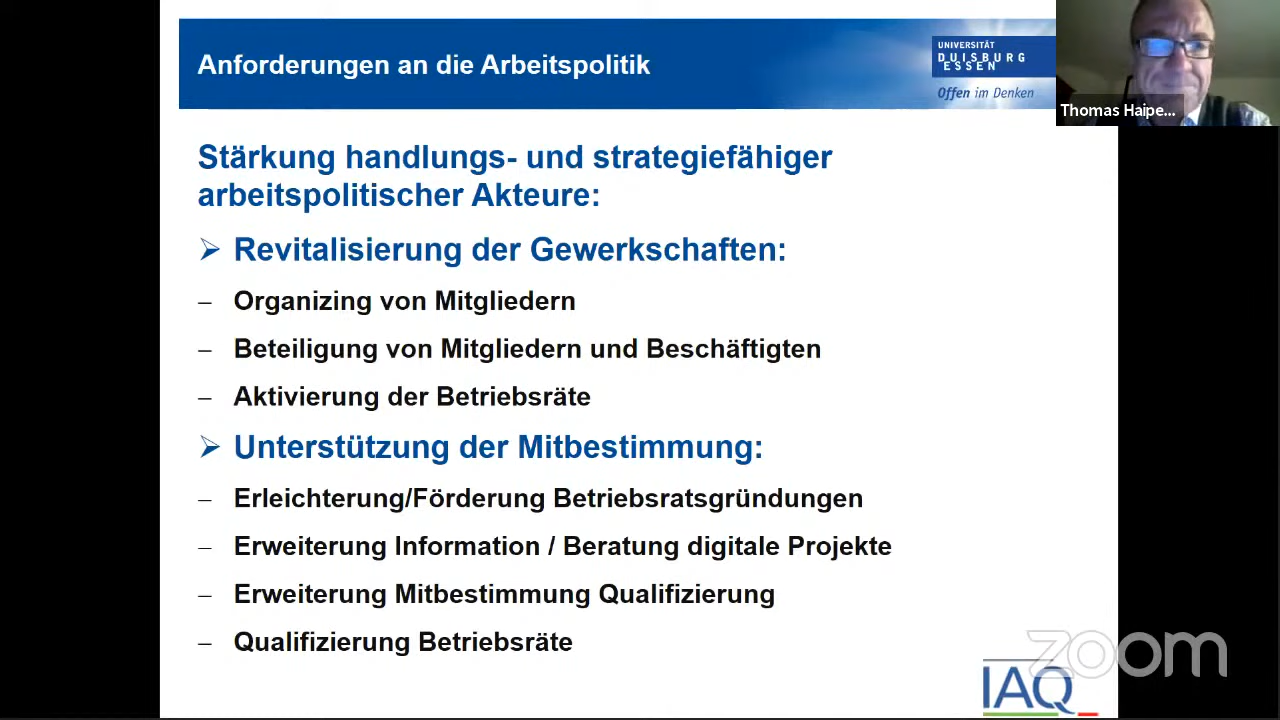 Anforderungen an die Arbeitspolitik
UNIVERSITÄT
DUISBURG
ESSEN
Offen im Denken
Thomas Haipe...
Stärkung handlungs- und strategiefähiger
arbeitspolitischer Akteure:
➢ Revitalisierung der Gewerkschaften:
– Organizing von Mitgliedern
– Beteiligung von Mitgliedern und Beschäftigten
– Aktivierung der Betriebsräte
➢ Unterstützung der Mitbestimmung:
– Erleichterung/Förderung Betriebsratsgründungen
– Erweiterung Information / Beratung digitale Projekte
– Erweiterung Mitbestimmung Qualifizierung
– Qualifizierung Betriebsräte
zoom
IAQ